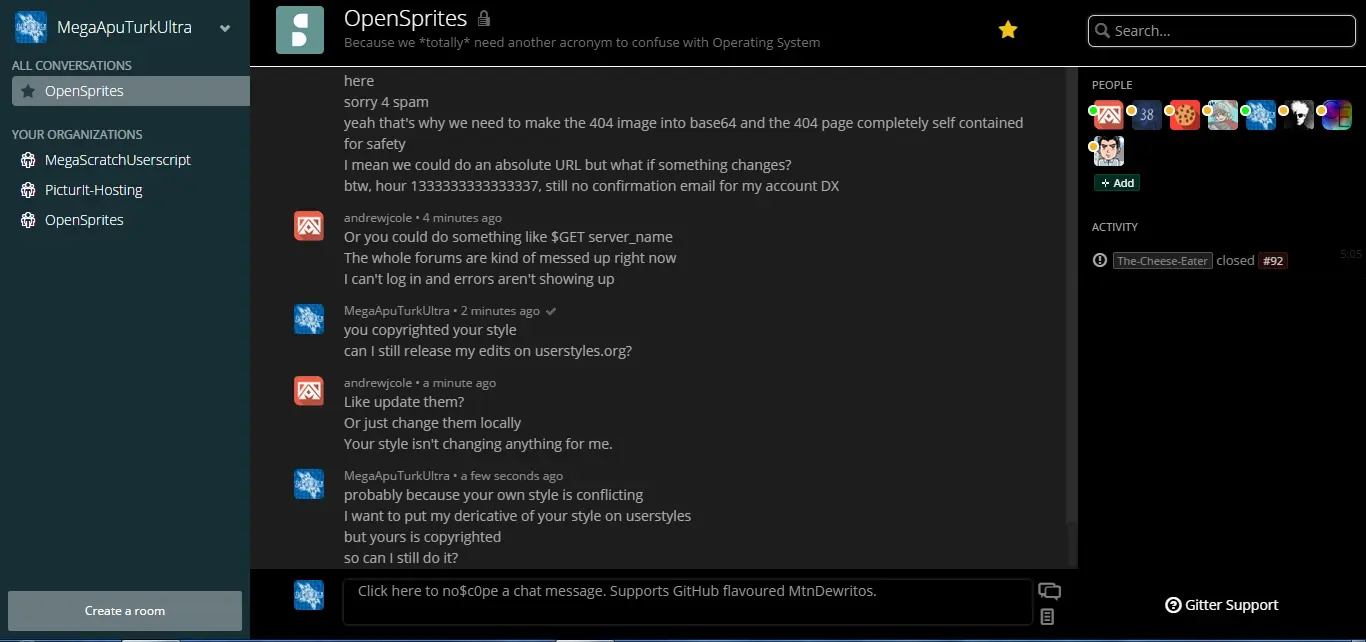 MegaApuTurkUltra
ALL CONVERSATIONS
OpenSprites
YOUR ORGANIZATIONS
MegaScratchUserscript
PicturIt-Hosting
OpenSprites
Create a room
OpenSprites
Because we *totally* need another acronym to confuse with Operating System
here
sorry 4 spam
yeah that's why we need to make the 404 image into base64 and the 404 page completely self contained
for safety
I mean we could do an absolute URL but what if something changes?
btw, hour 1333333333333337, still no confirmation email for my account DX
andrewjcole • 4 minutes ago
Or you could do something like $GET server_name
The whole forums are kind of messed up right now
I can't log in and errors aren't showing up
MegaApuTurkUltra • 2 minutes ago
you copyrighted your style
can I still release my edits on userstyles.org?
andrewjcole • a minute ago
Like update them?
Or just change them locally
Your style isn't changing anything for me.
MegaApuTurkUltra • a few seconds ago
probably because your own style is conflicting
I want to put my dericative of your style on userstyles
but yours is copyrighted
so can I still do it?
Click here to no$c0pe a chat message. Supports GitHub flavoured MtnDewritos.
Search...
PEOPLE
38
+ Add
ACTIVITY
The-Cheese-Eater closed #92
5:05
Gitter Support